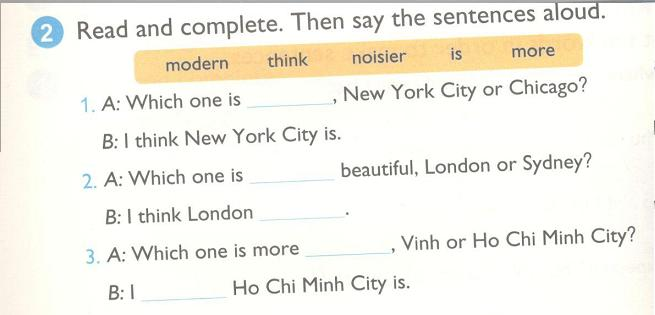 2 Read and complete. Then say the sentences aloud.
modern think noisier is more
1. A: Which one is ________, New York City or Chicago?
B: I think New York City is.
2. A: Which one is ________ beautiful, London or Sydney?
B: I think London ________.
3. A: Which one is more ________, Vinh or Ho Chi Minh City?
B: I ________ Ho Chi Minh City is.